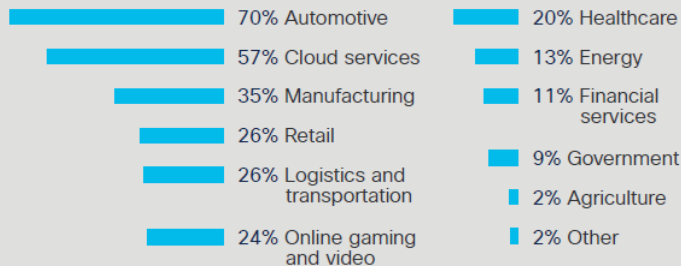 70% Automotive
57% Cloud services
35% Manufacturing
26% Retail
26% Logistics and
transportation
24% Online gaming
and video
20% Healthcare
13% Energy
11% Financial
services
9% Government
2% Agriculture
2% Other